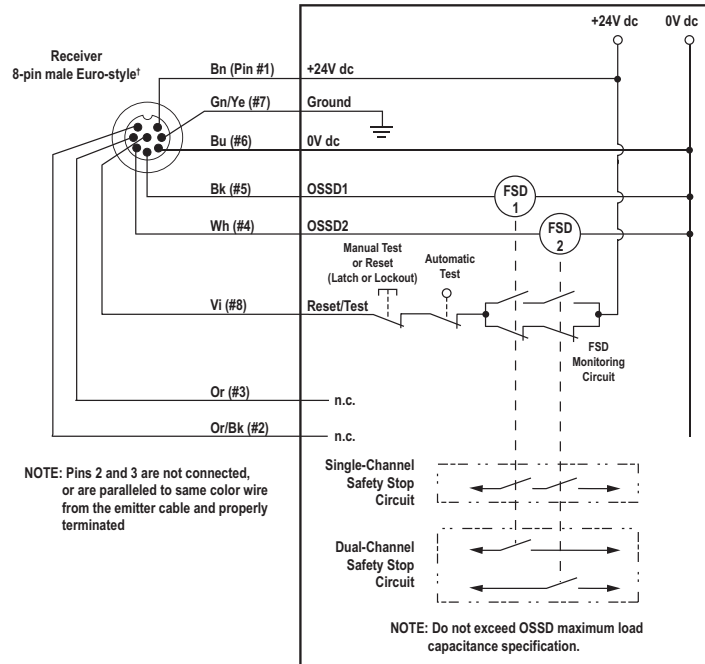 +24V dc
0V dc
Receiver
8-pin male Euro-style†
Bn (Pin #1)
+24V dc
Gn/Ye (#7)
Ground
Bu (#6)
0V dc
Bk (#5)
OSSD1
FSD
1
Wh (#4)
OSSD2
FSD
2
Manual Test
or Reset
(Latch or Lockout)
Automatic
Test
Vi (#8)
Reset/Test
FSD
Monitoring
Circuit
Or (#3)
n.c.
Or/Bk (#2)
n.c.
NOTE: Pins 2 and 3 are not connected,
or are paralleled to same color wire
from the emitter cable and properly
terminated
Single-Channel
Safety Stop
Circuit
Dual-Channel
Safety Stop
Circuit
NOTE: Do not exceed OSSD maximum load
capacitance specification.